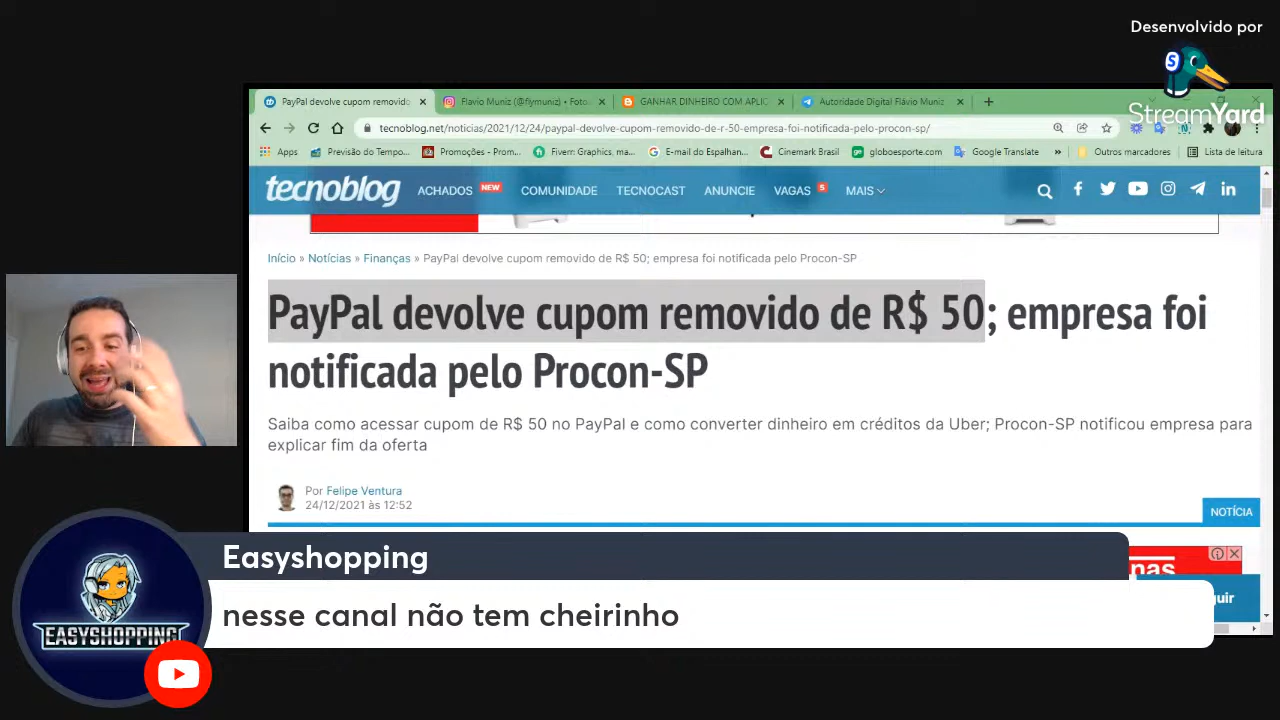 Desenvolvido por
StreamYard
PayPal devolve cupom removido
Flavio Muniz (@flymuniz) • Foto
GANHAR DINHEIRO COM APLIC
Autoridade Digital Flávio Muniz
tecnoblog.net/noticias/2021/12/24/paypal-devolve-cupom-removido-de-r-50-empresa-foi-notificada-pelo-procon-sp/
Apps
Previsão do Tempo...
Promoções - Prom...
Fiverr: Graphics, ma...
E-mail do Espalhan...
Cinemark Brasil
globoesporte.com
Google Translate
»
Outros marcadores
Lista de leitura
tecnoblog
ACHADOS NEW
COMUNIDADE
TECNOCAST
ANUNCIE
VAGAS 5
MAIS
Início » Notícias » Finanças » PayPal devolve cupom removido de R$ 50; empresa foi notificada pelo Procon-SP
PayPal devolve cupom removido de R$ 50; empresa foi
notificada pelo Procon-SP
Saiba como acessar cupom de R$ 50 no PayPal e como converter dinheiro em créditos da Uber; Procon-SP notificou empresa para
explicar fim da oferta
Por Felipe Ventura
24/12/2021 às 12:52
NOTÍCIA
Easyshopping
nesse canal não tem cheirinho
EASYSHOPPING